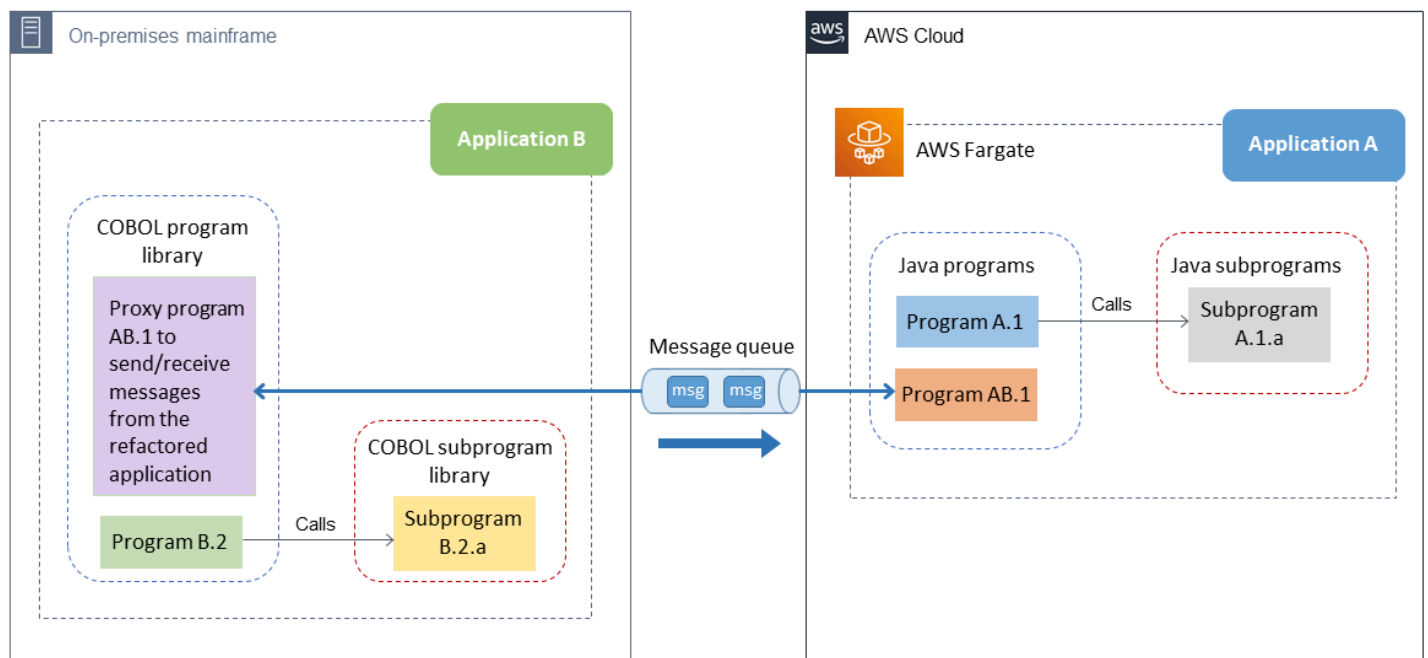 On-premises mainframe
Application B
COBOL program
library
Proxy program
AB.1 to
send/receive
messages
from the
refactored
application
Program B.2
Calls
COBOL subprogram
library
Subprogram
B.2.a
Message queue
msg
msg
aws
AWS Cloud
AWS Fargate
Application A
Java programs
Program A.1
Program AB.1
Calls
Java subprograms
Subprogram
A.1.a